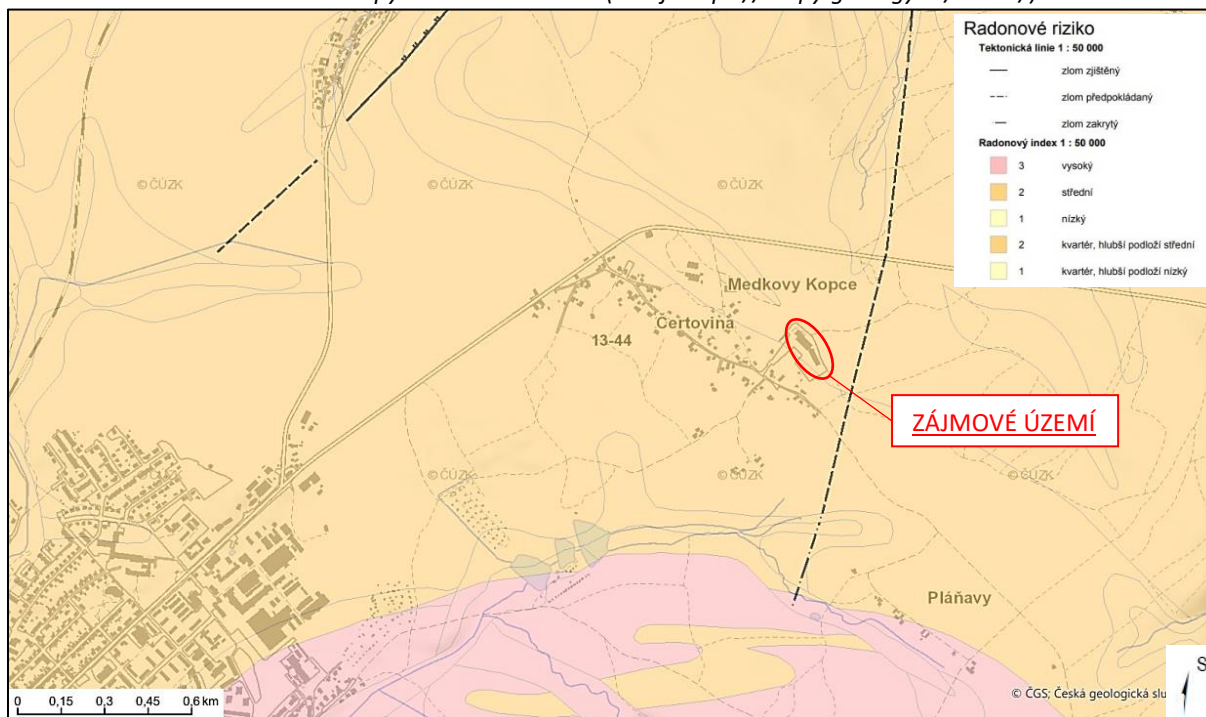 Radonové riziko
Tektonická linie 1 : 50 000
zlom zjištěný
zlom předpokládaný
zlom zakrytý
Radonový index 1 : 50 000
3 vysoký
2 střední
1 nízký
2 kvartér, hlubší podloží střední
1 kvartér, hlubší podloží nízký
© ČÚZK
© ČÚZK
© ČÚZK
Medkovy Kopce
Čertovina
13-44
ZÁJMOVÉ ÚZEMÍ
© ČÚZK
© ČÚZK
© ČÚZK
© ČÚZK
Pláňavy
S
0 0,15 0,3 0,45 0,6 km
© ČGS; Česká geologická slu